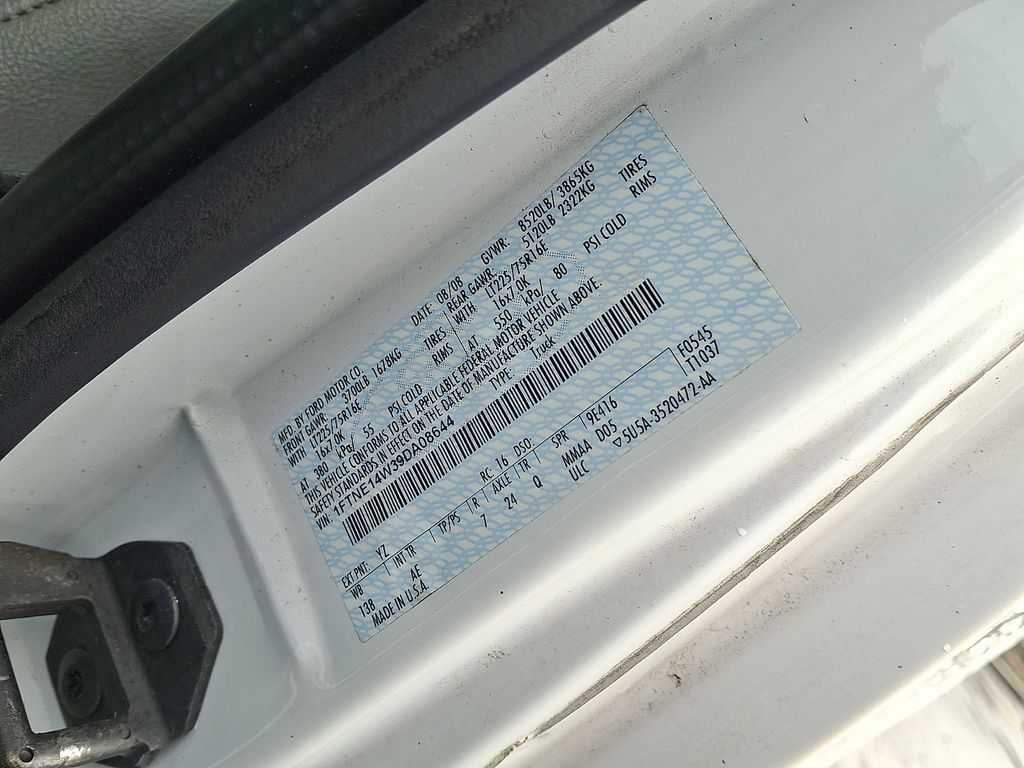 MFD. BY FORD MOTOR CO. DATE: 08/08 GVWR: 8520LB/ 3865KG
FRONT GAWR: 3700LB 1678KG REAR GAWR: 5120LB 2322KG
WITH LT225/75R16E TIRES WITH LT225/75R16E TIRES
16x7.0K RIMS 16x7.0K RIMS
AT 380 kPa/ 55 PSI COLD AT 550 kPa/ 80 PSI COLD
THIS VEHICLE CONFORMS TO ALL APPLICABLE FEDERAL MOTOR VEHICLE
SAFETY STANDARDS IN EFFECT ON THE DATE OF MANUFACTURE SHOWN ABOVE.
VIN: 1FTNE14W39DA08644 TYPE Truck
EXT PNT: YZ RC: 16 DSO: F0545
WB INT TR TP/PS R AXLE TR SPR T1037
138 AE 7 24 Q 9E416
MADE IN U.S.A. ULC MMAA D05
5U5A-3520472-AA